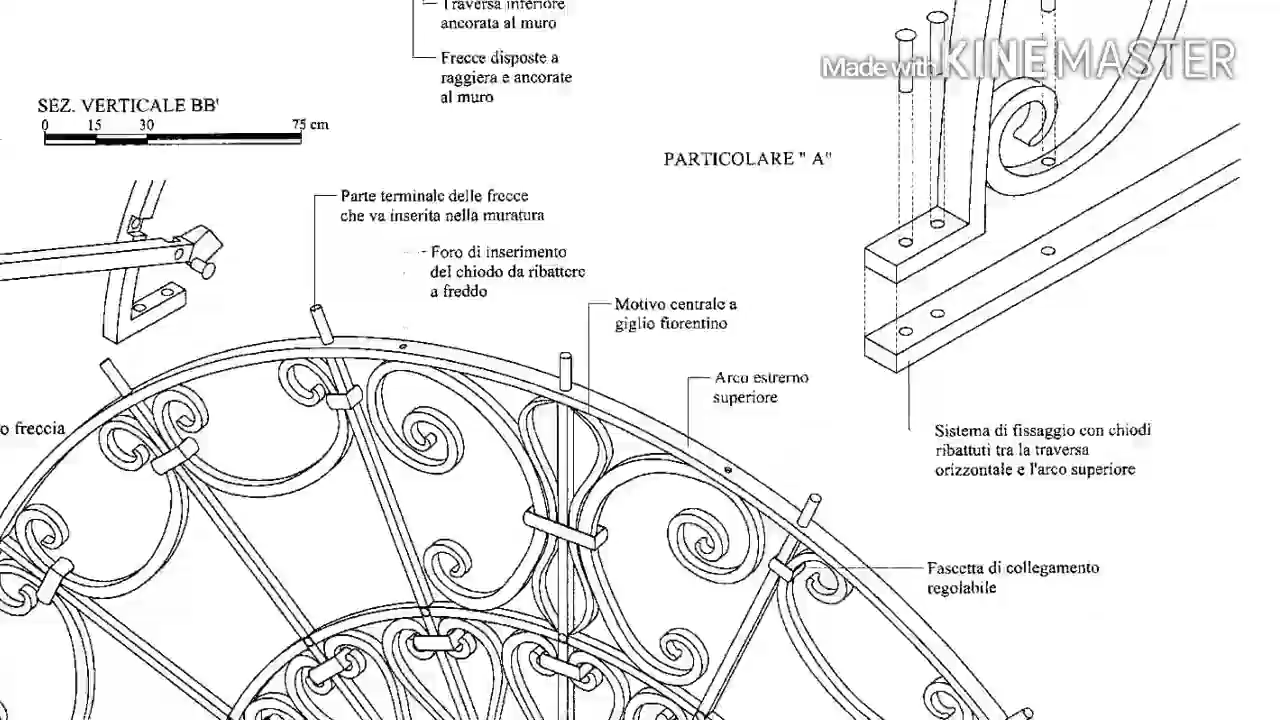 Traversa inferiore
ancorata al muro
Frecce disposte a
raggiera e ancorate
al muro
Made with KINEMASTER
SEZ. VERTICALE BB'
0 15 30 75 cm
PARTICOLARE " A"
Parte terminale delle frecce
che va inserita nella muratura
Foro di inserimento
del chiodo da ribattere
a freddo
Motivo centrale a
giglio fiorentino
Arco estremo
superiore
o freccia
Sistema di fissaggio con chiodi
ribattuti tra la traversa
orizzontale e l'arco superiore
Fascetta di collegamento
regolabile